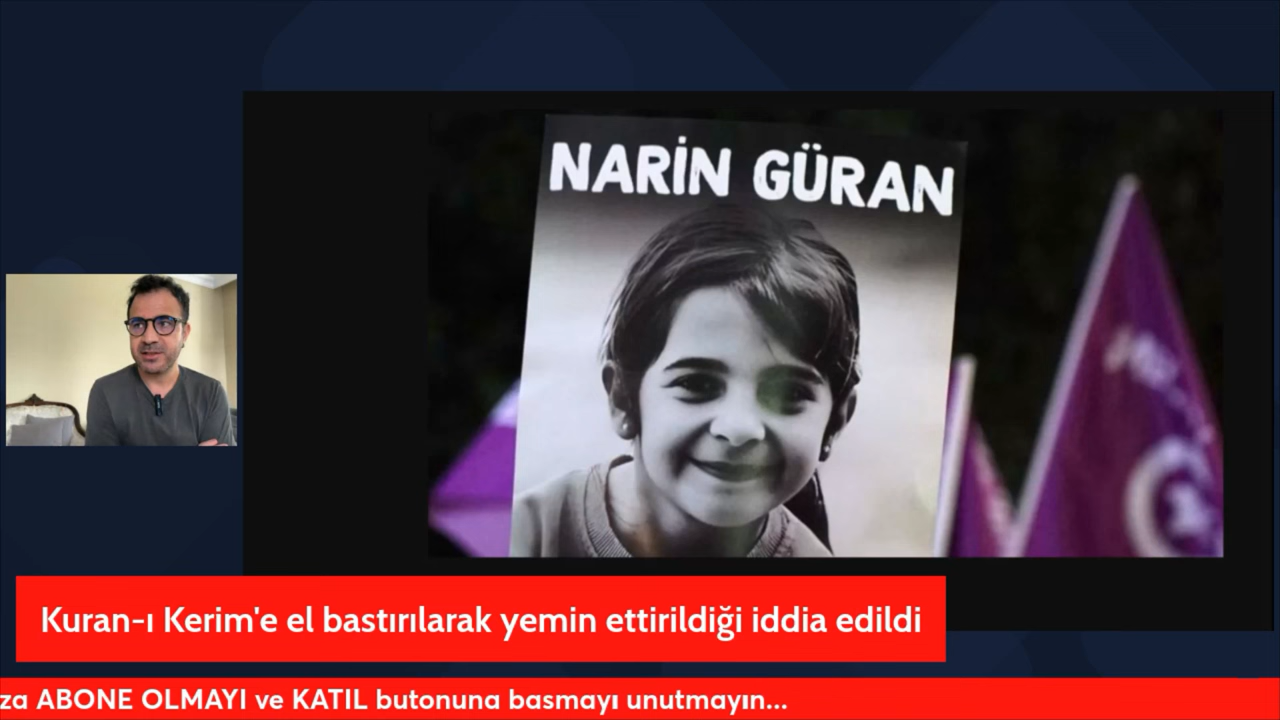 NARİN GÜRAN
Kuran-ı Kerim'e el bastırılarak yemin ettirildiği iddia edildi
za ABONE OLMAYI ve KATIL butonuna basmayı unutmayın...